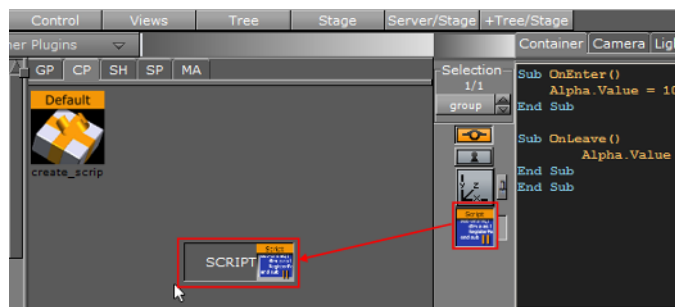 Control Views Tree Stage Server/Stage +Tree/Stage
ner Plugins
Container Camera Ligh
GP CP SH SP MA
Selection
1/1
group
Default
create_scrip
Script
SCRIPT
Script
Sub OnEnter()
Alpha.Value = 10
End Sub
Sub OnLeave()
Alpha.Value
End Sub
End Sub